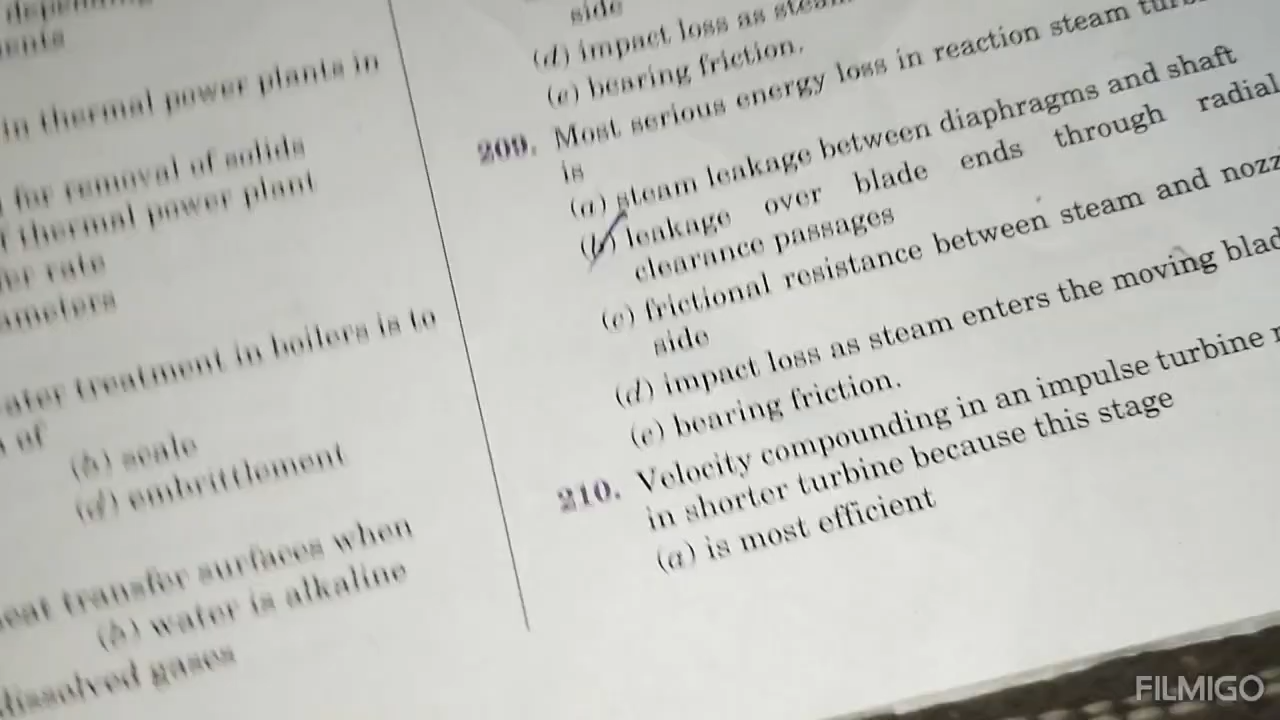 ents
in thermal power plants in
for removal of solids
thermal power plant
er rate
ameters
ater treatment in boilers is to
of
(b) scale
(d) embrittlement
eat transfer surfaces when
(b) water is alkaline
dissolved gases
side
(d) impact loss as steam
(e) bearing friction.
209. Most serious energy loss in reaction steam
is
(a) steam leakage between diaphragms and shaft
(b) leakage over blade ends through radial
clearance passages
(c) frictional resistance between steam and nozz
side
(d) impact loss as steam enters the moving blad
(e) bearing friction.
210. Velocity compounding in an impulse turbine
in shorter turbine because this stage
(a) is most efficient
FILMIGO